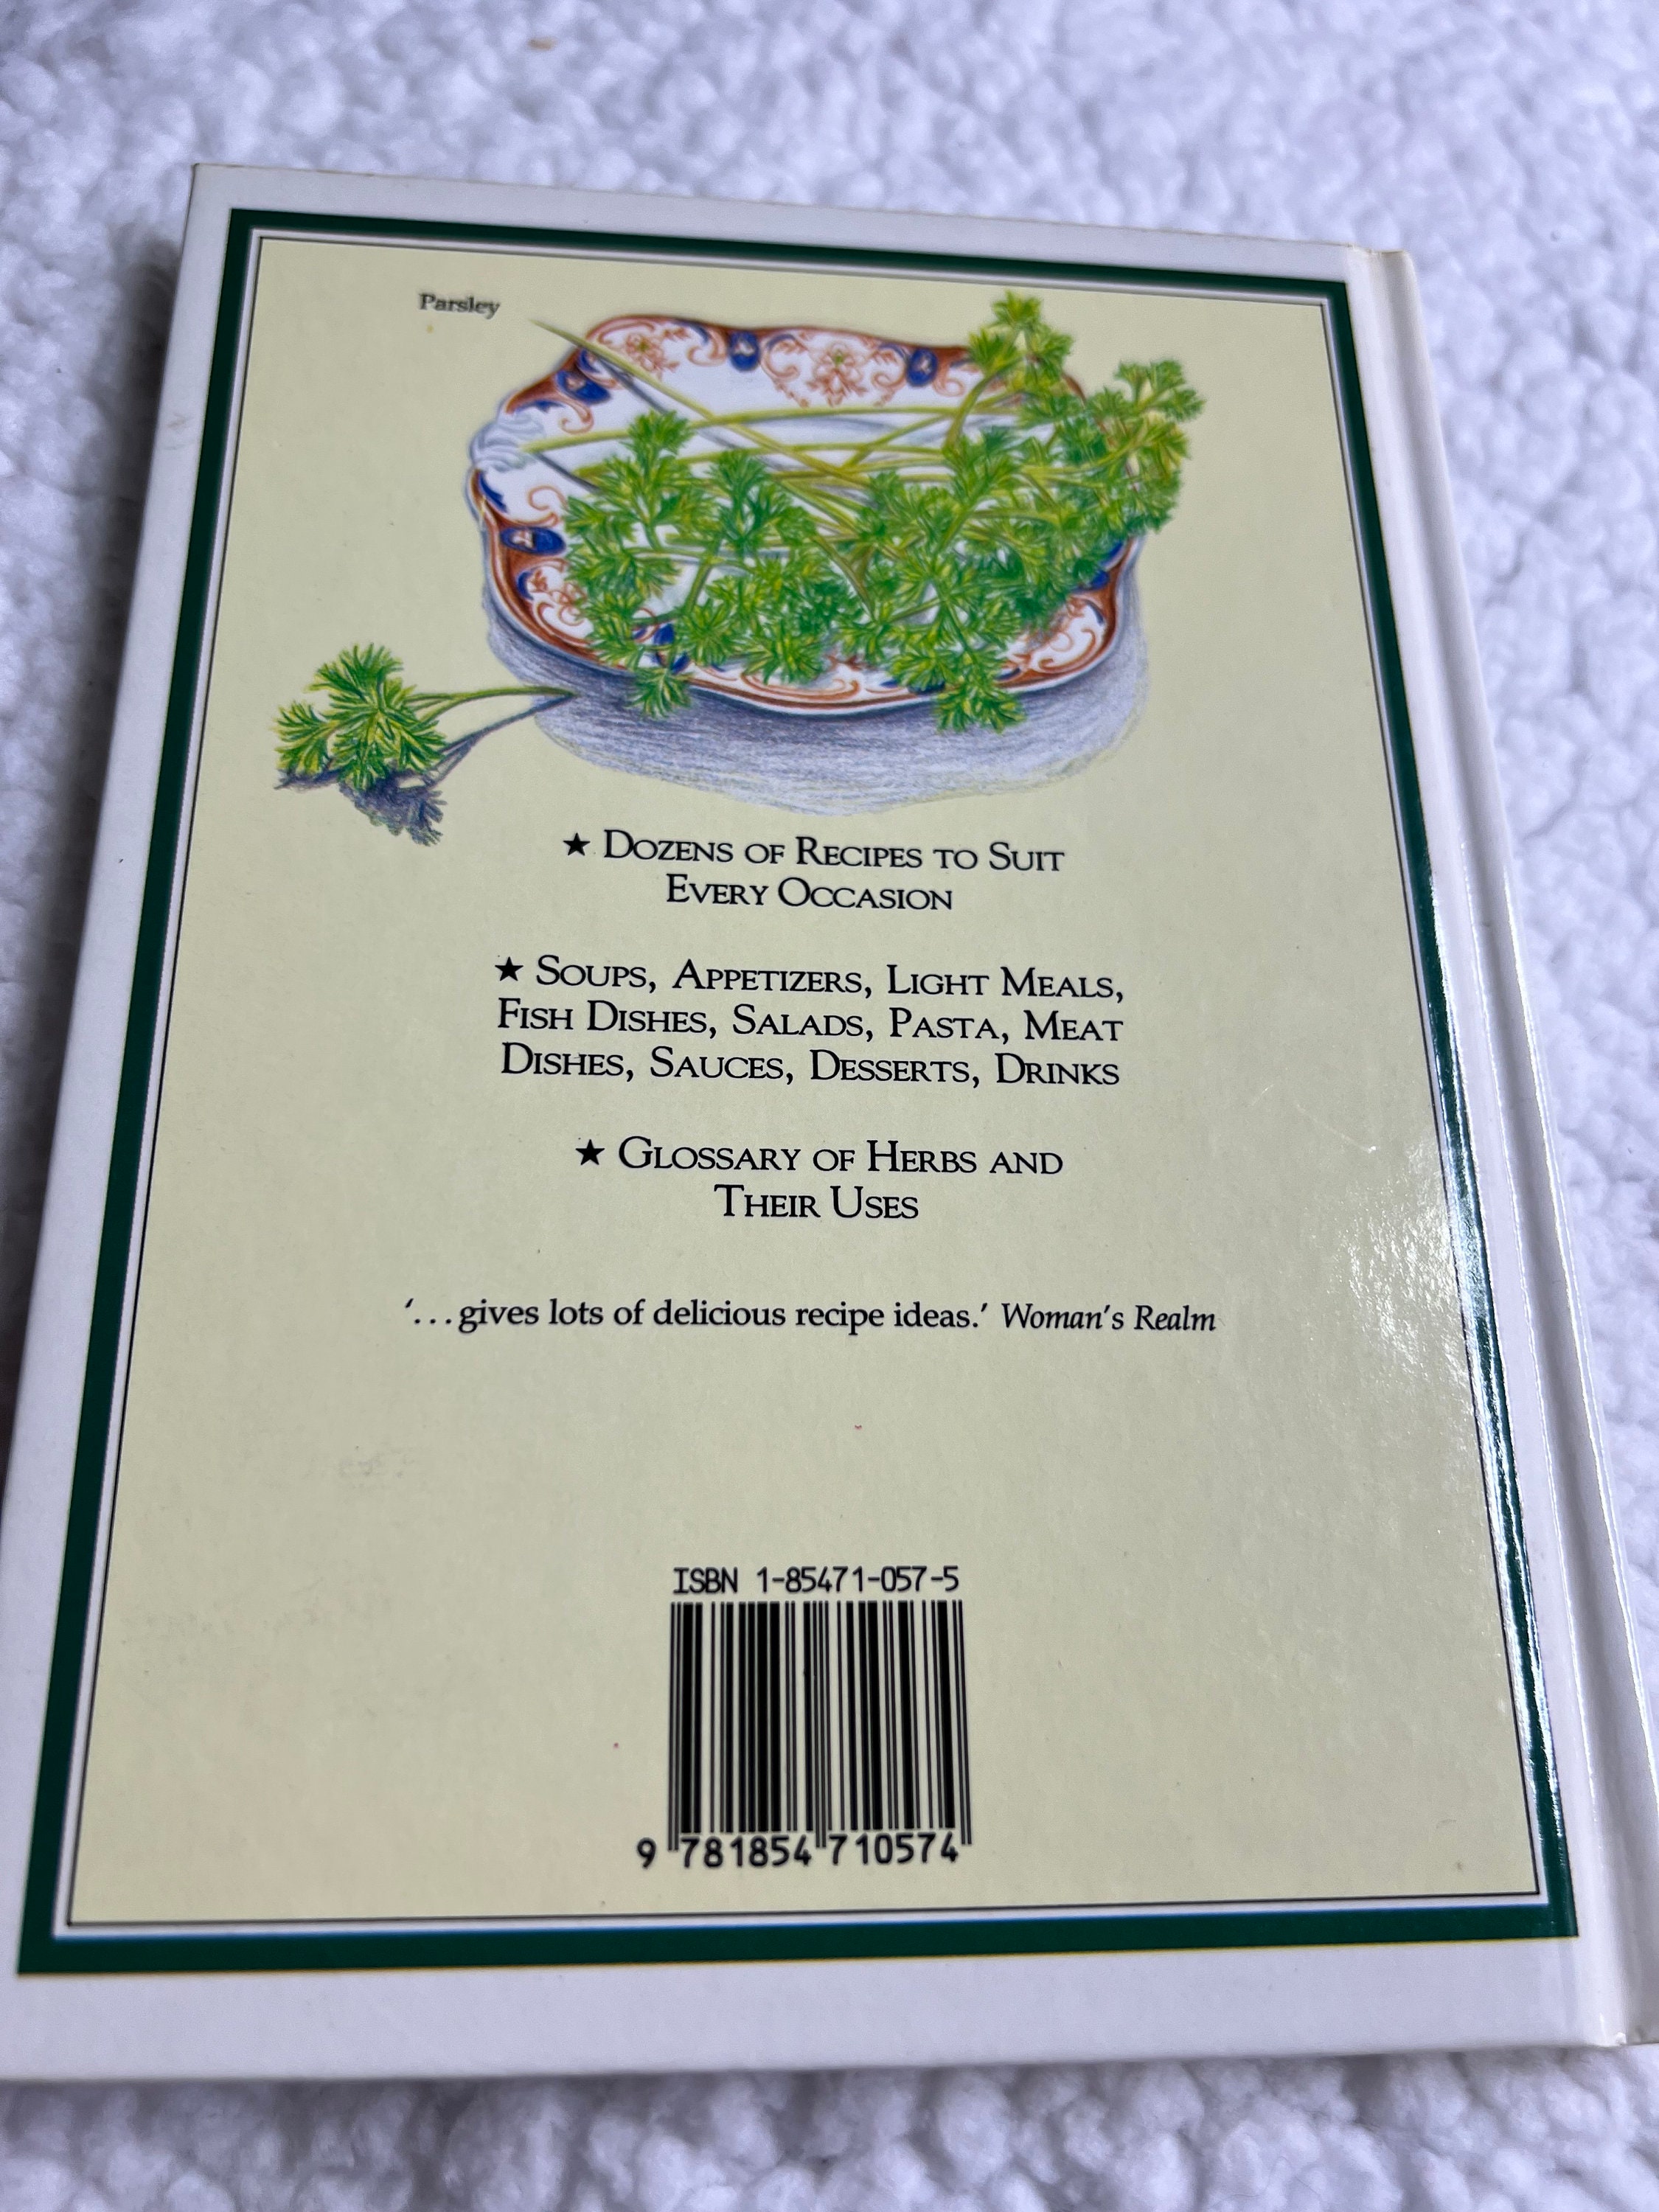 Parsley
★ Dozens of Recipes to Suit
Every Occasion
★ Soups, Appetizers, Light Meals,
Fish Dishes, Salads, Pasta, Meat
Dishes, Sauces, Desserts, Drinks
★ Glossary of Herbs and
Their Uses
‘...gives lots of delicious recipe ideas.’ Woman's Realm
ISBN 1-85471-057-5
9 781854 710574